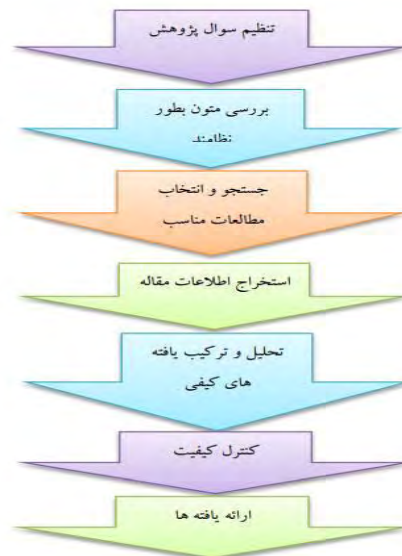 تنظیم سوال پژوهش
بررسی متون بطور
نظامند
جستجو و انتخاب
مطالعات مناسب
استخراج اطلاعات مقاله
تحلیل و ترکیب یافته
های کیفی
کنترل کیفیت
ارائه یافته ها